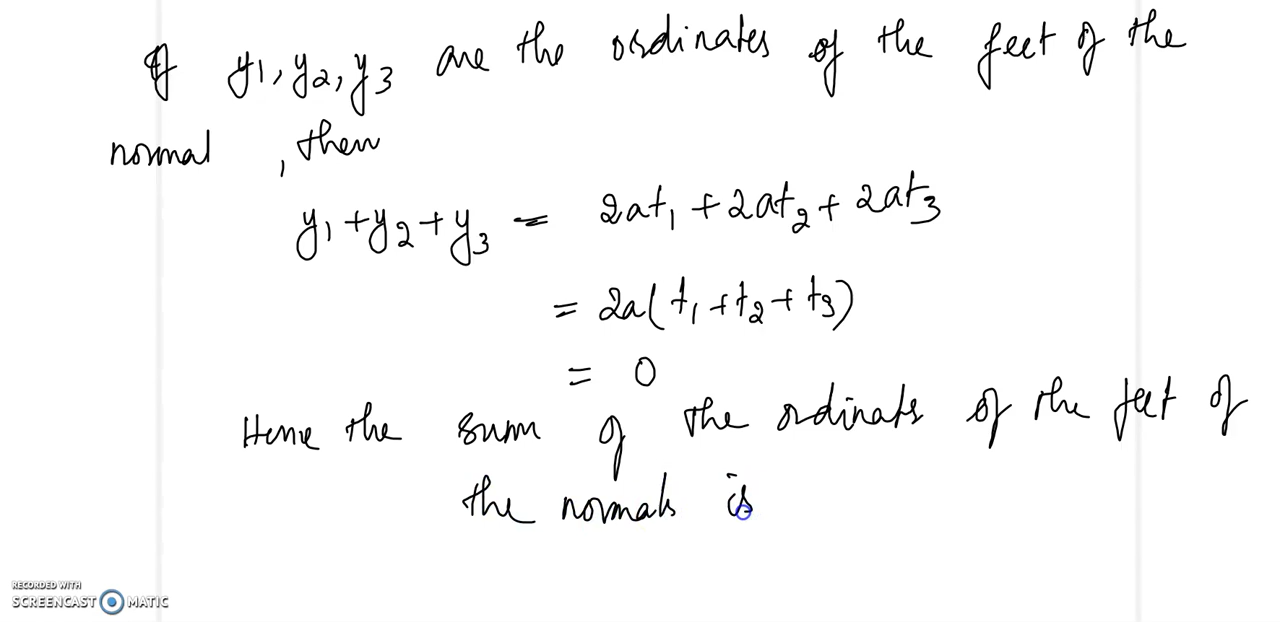 If y1, y2, y3 are the ordinates of the feet of the
normal , then
y1 + y2 + y3 = 2at1 + 2at2 + 2at3
= 2a(t1 + t2 + t3)
= 0
Hence the sum of the ordinats of the feet of
the normals is
RECORDED WITH
SCREENCAST MATIC